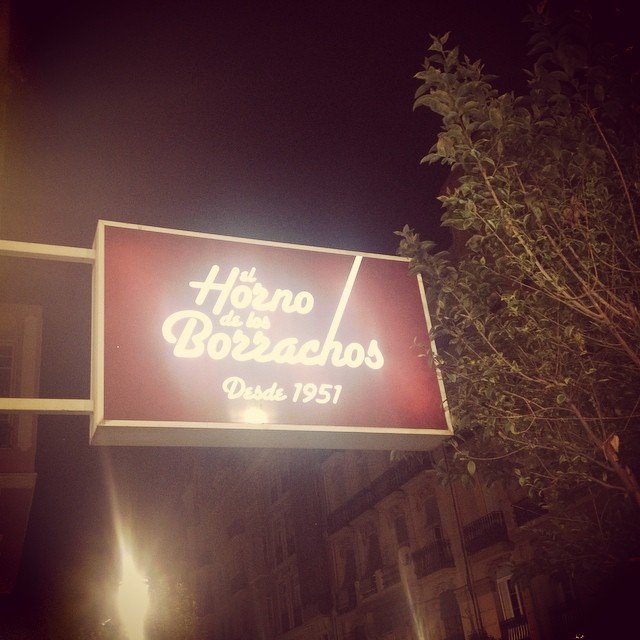 El
Horno
de los
Borrachos
Desde 1951